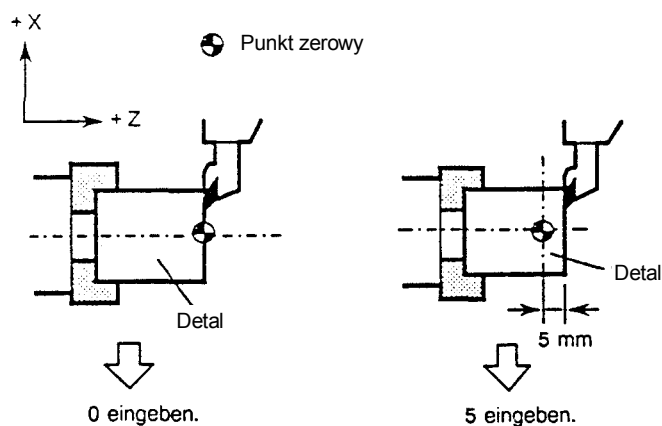 + X
Punkt zerowy
+ Z
Detal
Detal
5 mm
0 eingeben.
5 eingeben.